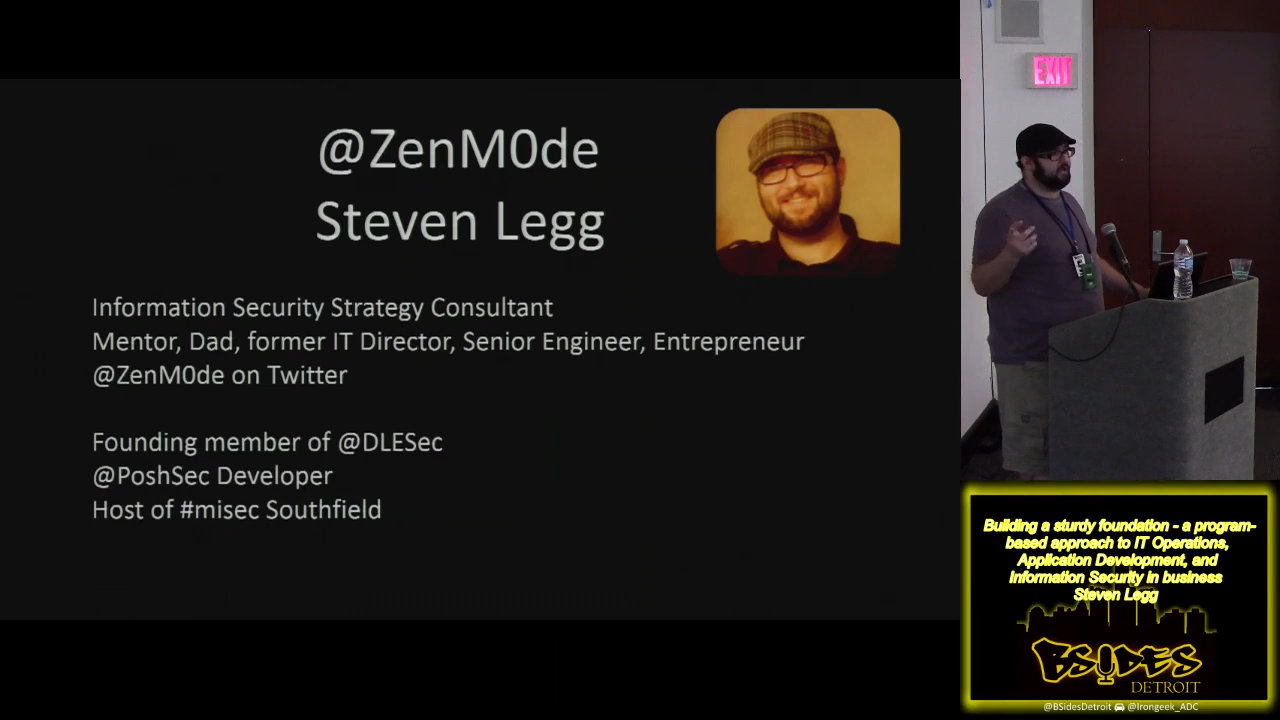 @ZenM0de
Steven Legg
Information Security Strategy Consultant
Mentor, Dad, former IT Director, Senior Engineer, Entrepreneur
@ZenM0de on Twitter
Founding member of @DLESec
@PoshSec Developer
Host of #misec Southfield
EXIT
Building a sturdy foundation - a program-
based approach to IT Operations,
Application Development, and
Information Security in business
Steven Legg
BSIDES
DETROIT
@BSidesDetroit @Irongeek_ADC